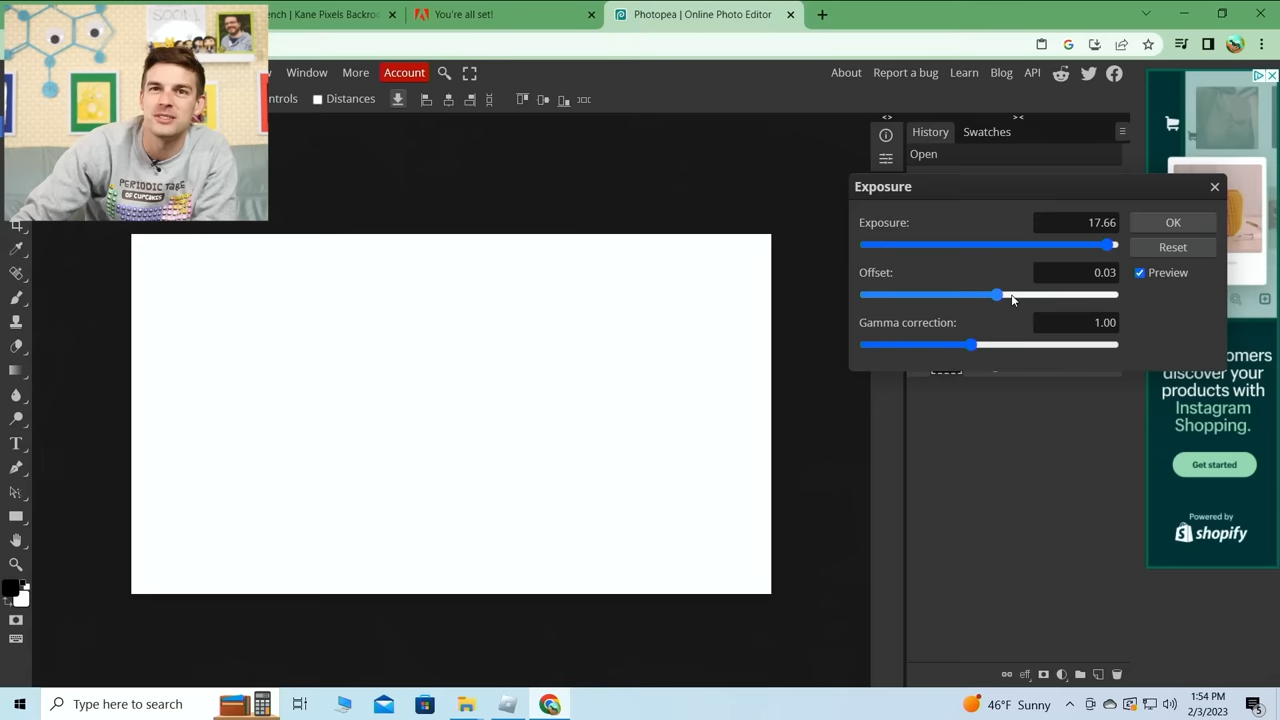 ench | Kane Pixels Backro
You're all set!
Photopea | Online Photo Editor
Window More Account
About Report a bug Learn Blog API
ntrols Distances
SOCIAL
PERIODIC TABLE
OF CUPCAKES
History Swatches
Open
Exposure
Exposure: 17.66 OK
Reset
Offset: 0.03 Preview
Gamma correction: 1.00
omers
discover your
products with
Instagram
Shopping.
Get started
Powered by
shopify
eff
Type here to search
46°F Sunny
1:54 PM
2/3/2023
5